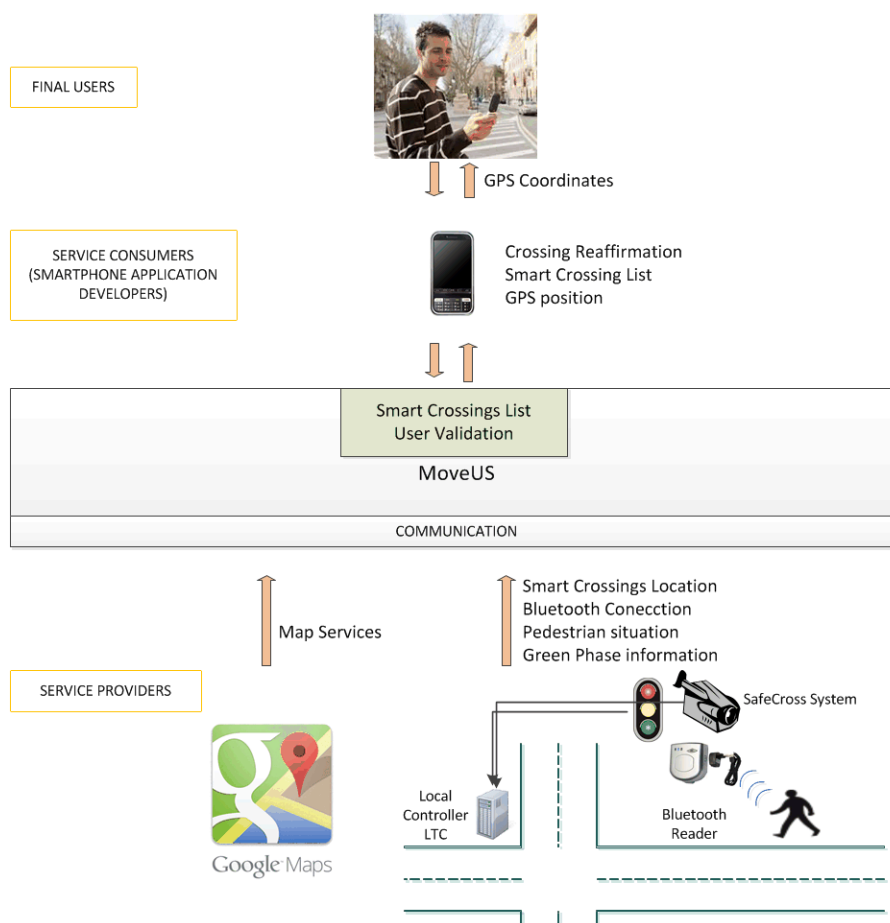 FINAL USERS
GPS Coordinates
SERVICE CONSUMERS
(SMARTPHONE APPLICATION
DEVELOPERS)
Crossing Reaffirmation
Smart Crossing List
GPS position
Smart Crossings List
User Validation
MoveUS
COMMUNICATION
Map Services
Smart Crossings Location
Bluetooth Conecction
Pedestrian situation
Green Phase information
SERVICE PROVIDERS
SafeCross System
Local
Controller
LTC
Bluetooth
Reader
Google Maps